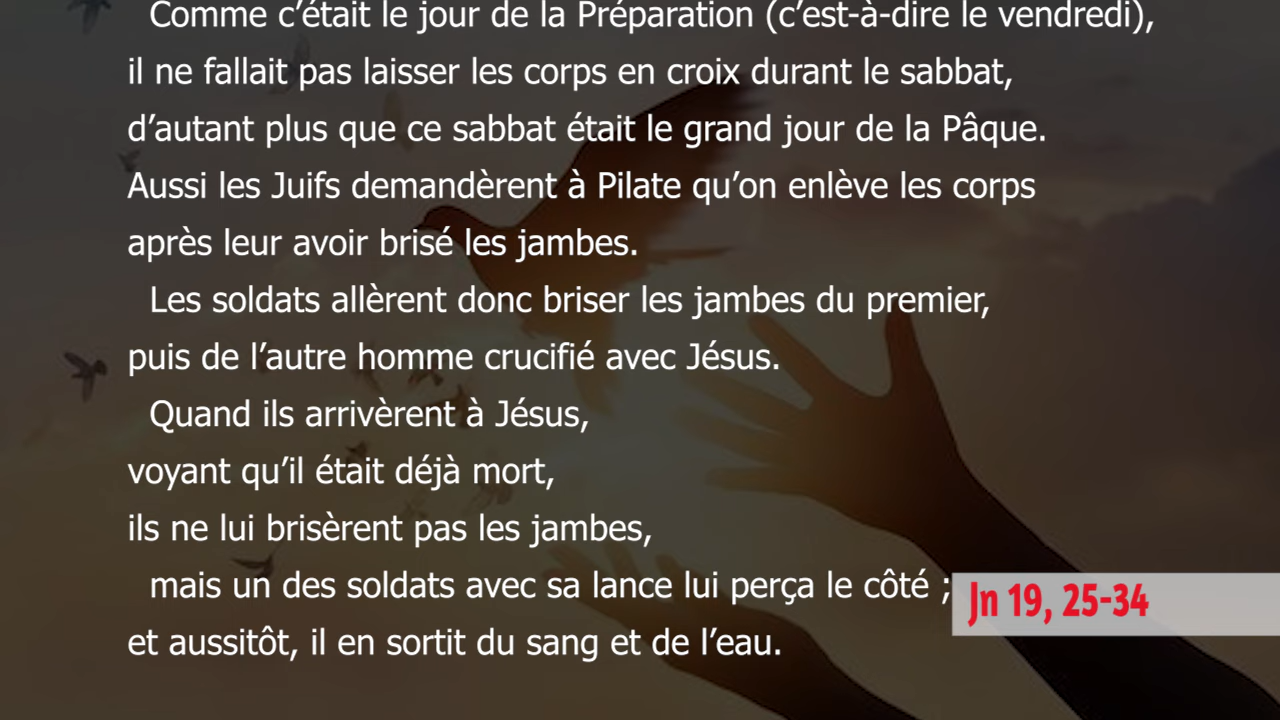 Comme c’était le jour de la Préparation (c’est-à-dire le vendredi),
il ne fallait pas laisser les corps en croix durant le sabbat,
d’autant plus que ce sabbat était le grand jour de la Pâque.
Aussi les Juifs demandèrent à Pilate qu’on enlève les corps
après leur avoir brisé les jambes.
Les soldats allèrent donc briser les jambes du premier,
puis de l’autre homme crucifié avec Jésus.
Quand ils arrivèrent à Jésus,
voyant qu’il était déjà mort,
ils ne lui brisèrent pas les jambes,
mais un des soldats avec sa lance lui perça le côté ;
et aussitôt, il en sortit du sang et de l’eau.
Jn 19, 25-34